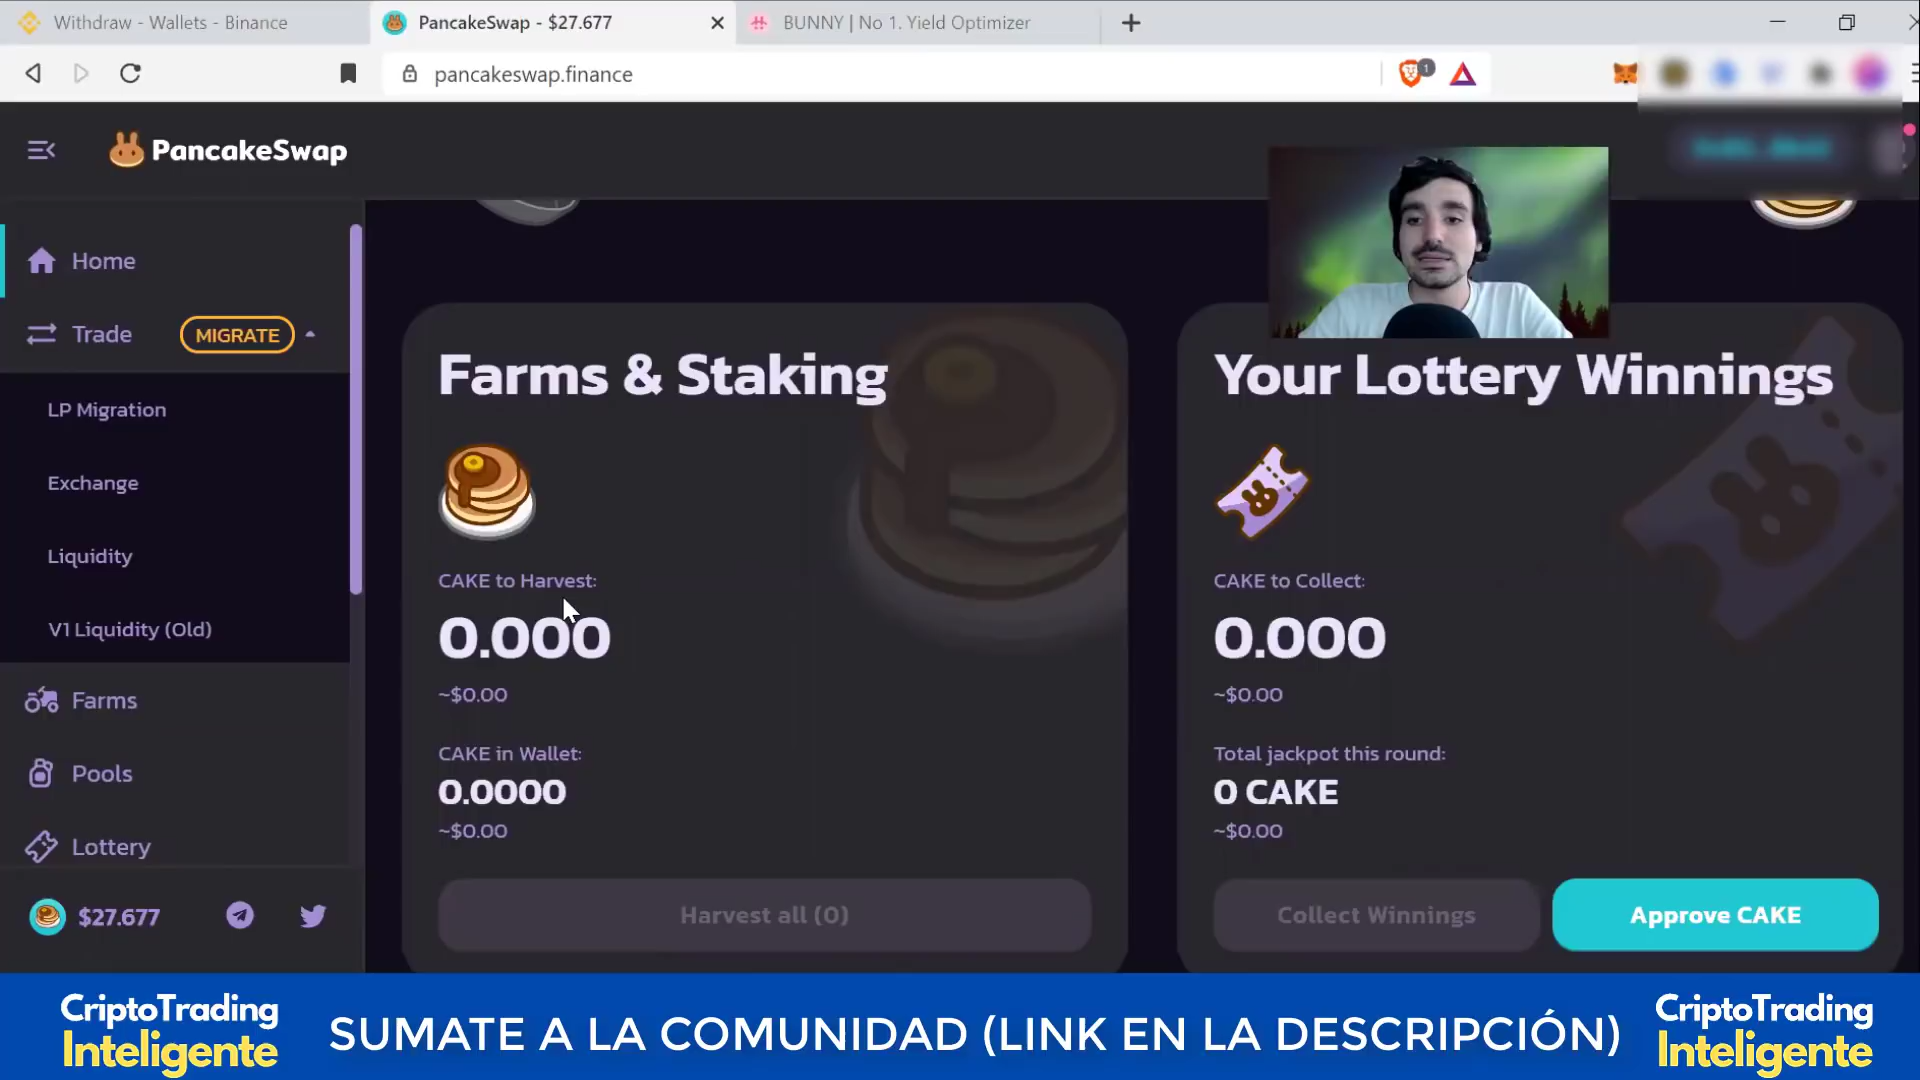 Withdraw - Wallets - Binance
PancakeSwap - $27.677
BUNNY | No 1. Yield Optimizer
pancakeswap.finance
1
PancakeSwap
Home
Trade
MIGRATE
LP Migration
Exchange
Liquidity
V1 Liquidity (Old)
Farms
Pools
Lottery
$27.677
Farms & Staking
CAKE to Harvest:
0.000
~$0.00
CAKE in Wallet:
0.0000
~$0.00
Harvest all (0)
Your Lottery Winnings
CAKE to Collect:
0.000
~$0.00
Total jackpot this round:
0 CAKE
~$0.00
Collect Winnings
Approve CAKE
CriptoTrading
Inteligente
SUMATE A LA COMUNIDAD (LINK EN LA DESCRIPCIÓN)
CriptoTrading
Inteligente